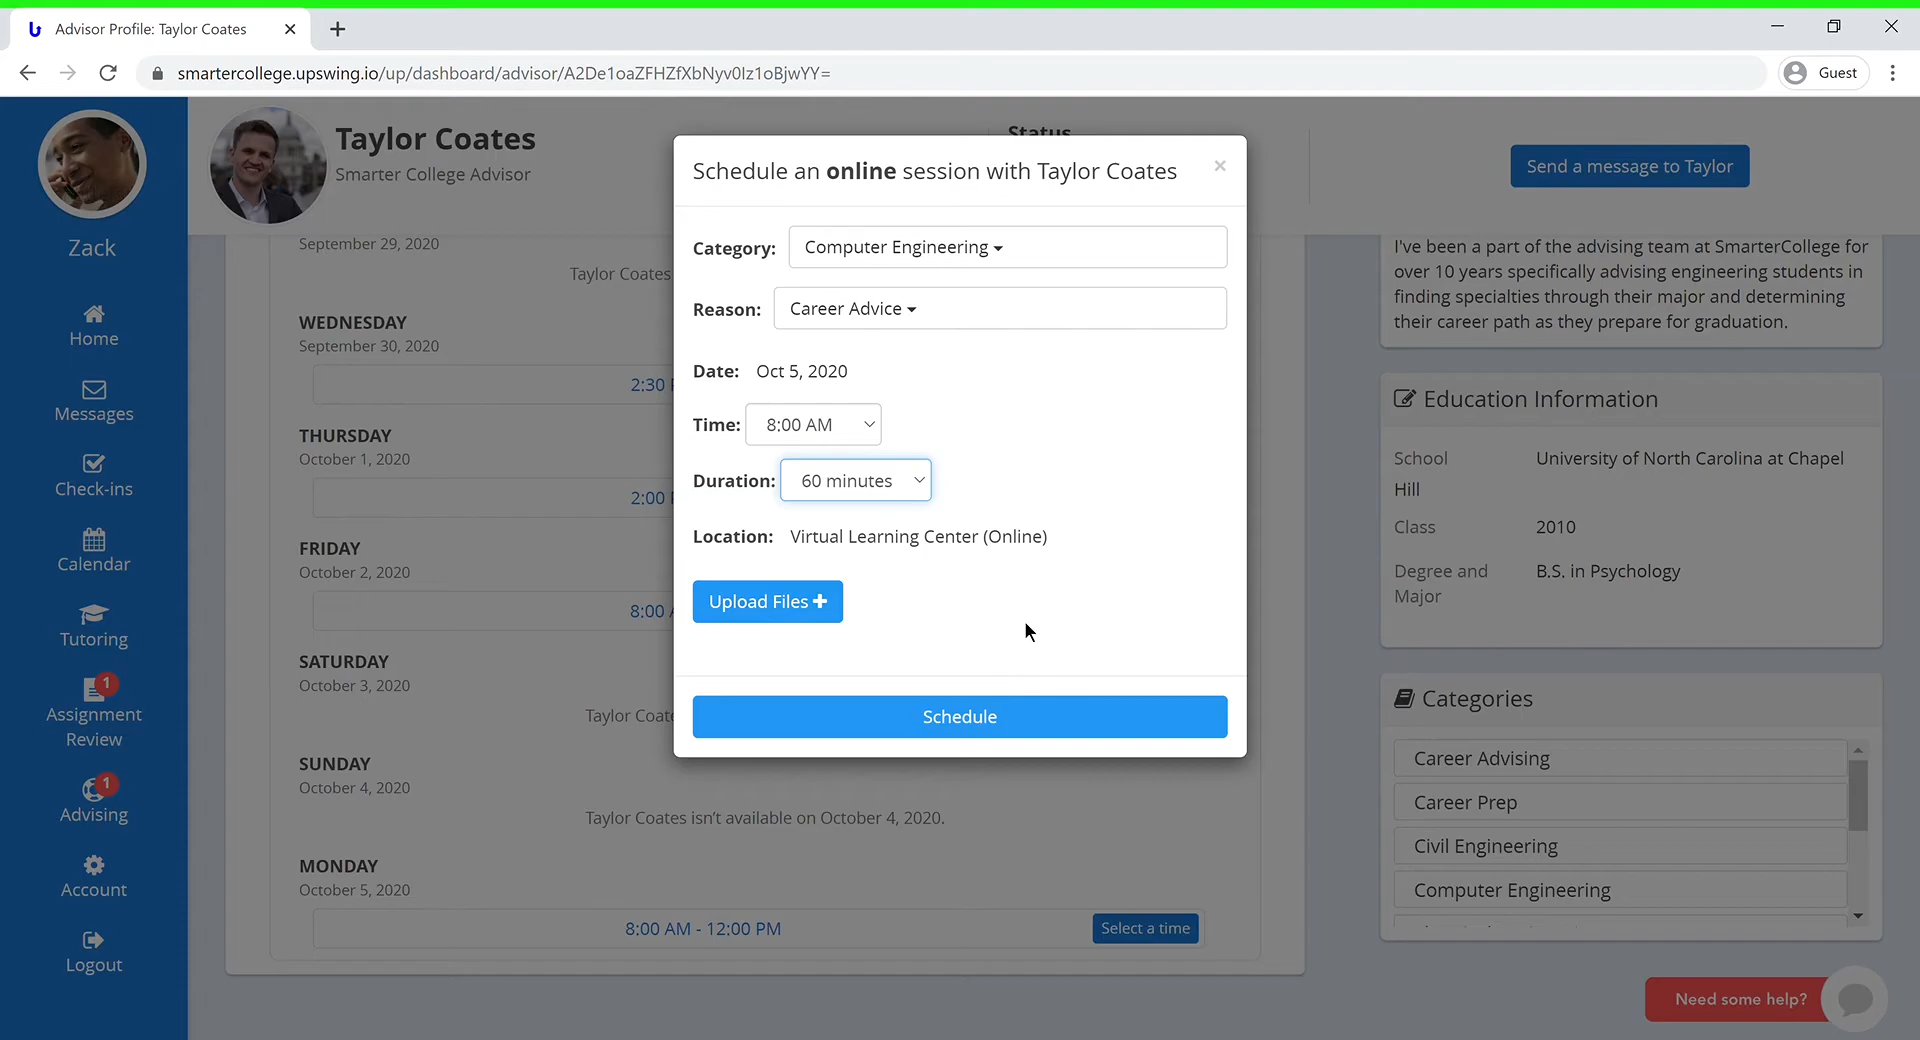 Advisor Profile: Taylor Coates
smartercollege.upswing.io/up/dashboard/advisor/A2De1oaZFHZfXbNyv0Iz1oBjwYY=
Guest
Zack
Home
Messages
Check-ins
Calendar
Tutoring
1
Assignment
Review
1
Advising
Account
Logout
Taylor Coates
Smarter College Advisor
Status
Send a message to Taylor
September 29, 2020
Taylor Coates
WEDNESDAY
September 30, 2020
2:30
THURSDAY
October 1, 2020
2:00
FRIDAY
October 2, 2020
8:00
SATURDAY
October 3, 2020
Taylor
SUNDAY
October 4, 2020
Taylor Coates isn't available on October 4, 2020.
MONDAY
October 5, 2020
8:00 AM - 12:00 PM
Select a time
Schedule an online session with Taylor Coates
×
Category: Computer Engineering
Reason: Career Advice
Date: Oct 5, 2020
Time: 8:00 AM
Duration: 60 minutes
Location: Virtual Learning Center (Online)
Upload Files
Schedule
I've been a part of the advising team at SmarterCollege for
over 10 years specifically advising engineering students in
finding specialties through their major and determining
their career path as they prepare for graduation.
Education Information
School University of North Carolina at Chapel
Hill
Class 2010
Degree and B.S. in Psychology
Major
Categories
Career Advising
Career Prep
Civil Engineering
Computer Engineering
Need some help?